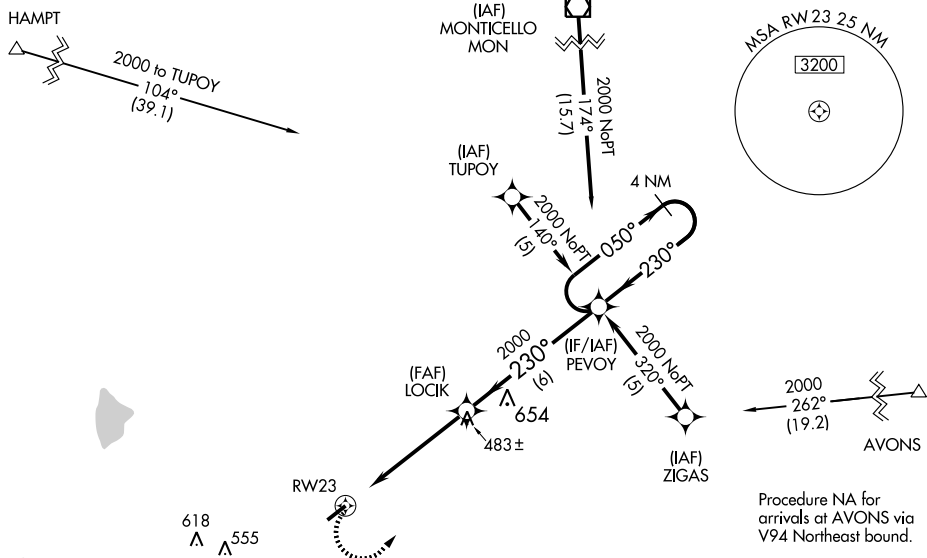 HAMPT
2000 to TUPOY
104°
(39.1)
(IAF)
MONTICELLO
MON
2000 NoPT
174°
(15.7)
MSA RW23 25 NM
3200
(IAF)
TUPOY
2000 NoPT
140°
(5)
4 NM
050°
230°
(IF/IAF)
PEVOY
2000
230°
(6)
(FAF)
LOCIK
654
483±
2000 NoPT
320°
(5)
(IAF)
ZIGAS
2000
262°
(19.2)
AVONS
RW23
618
555
Procedure NA for
arrivals at AVONS via
V94 Northeast bound.